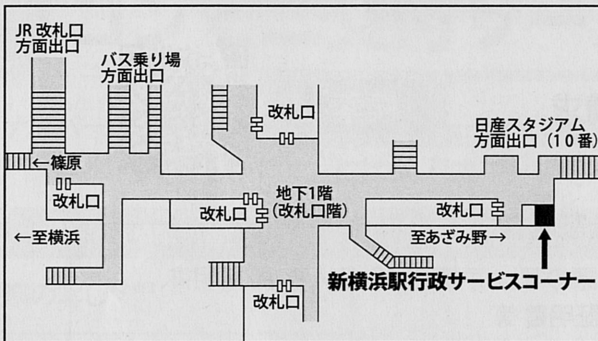 JR改札口
方面出口
バス乗り場
方面出口
改札口
日産スタジアム
方面出口(10番)
←篠原
改札口
改札口
地下1階
(改札口階)
改札口
←至横浜
至あざみ野→
改札口
新横浜駅行政サービスコーナー